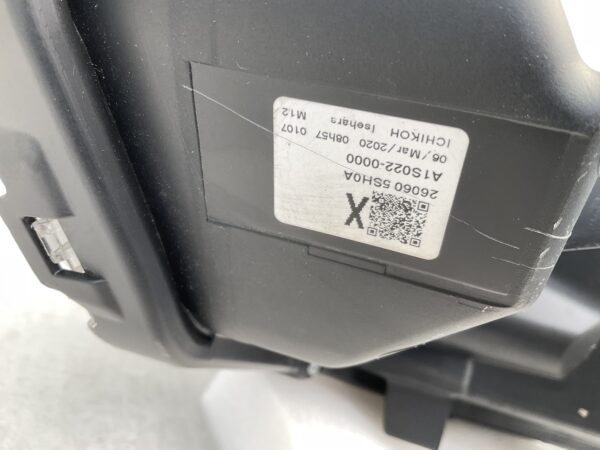 X
26060 5SH0A
A1S022-0000
06/Mar/2020 08h57 0107
ICHIKOH Isehara M12